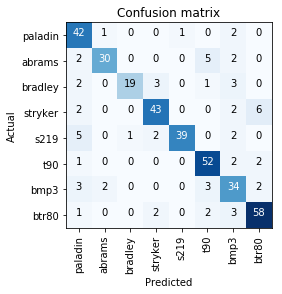 Confusion matrix
Actual
paladin 42 1 0 0 1 0 2 0
abrams 2 30 0 0 0 5 2 0
bradley 2 0 19 3 0 1 3 0
stryker 2 0 0 43 0 0 2 6
s219 5 0 1 2 39 0 2 0
t90 1 0 0 0 0 52 2 2
bmp3 3 2 0 0 0 3 34 2
btr80 1 0 0 2 0 2 3 58
paladin abrams bradley stryker s219 t90 bmp3 btr80
Predicted